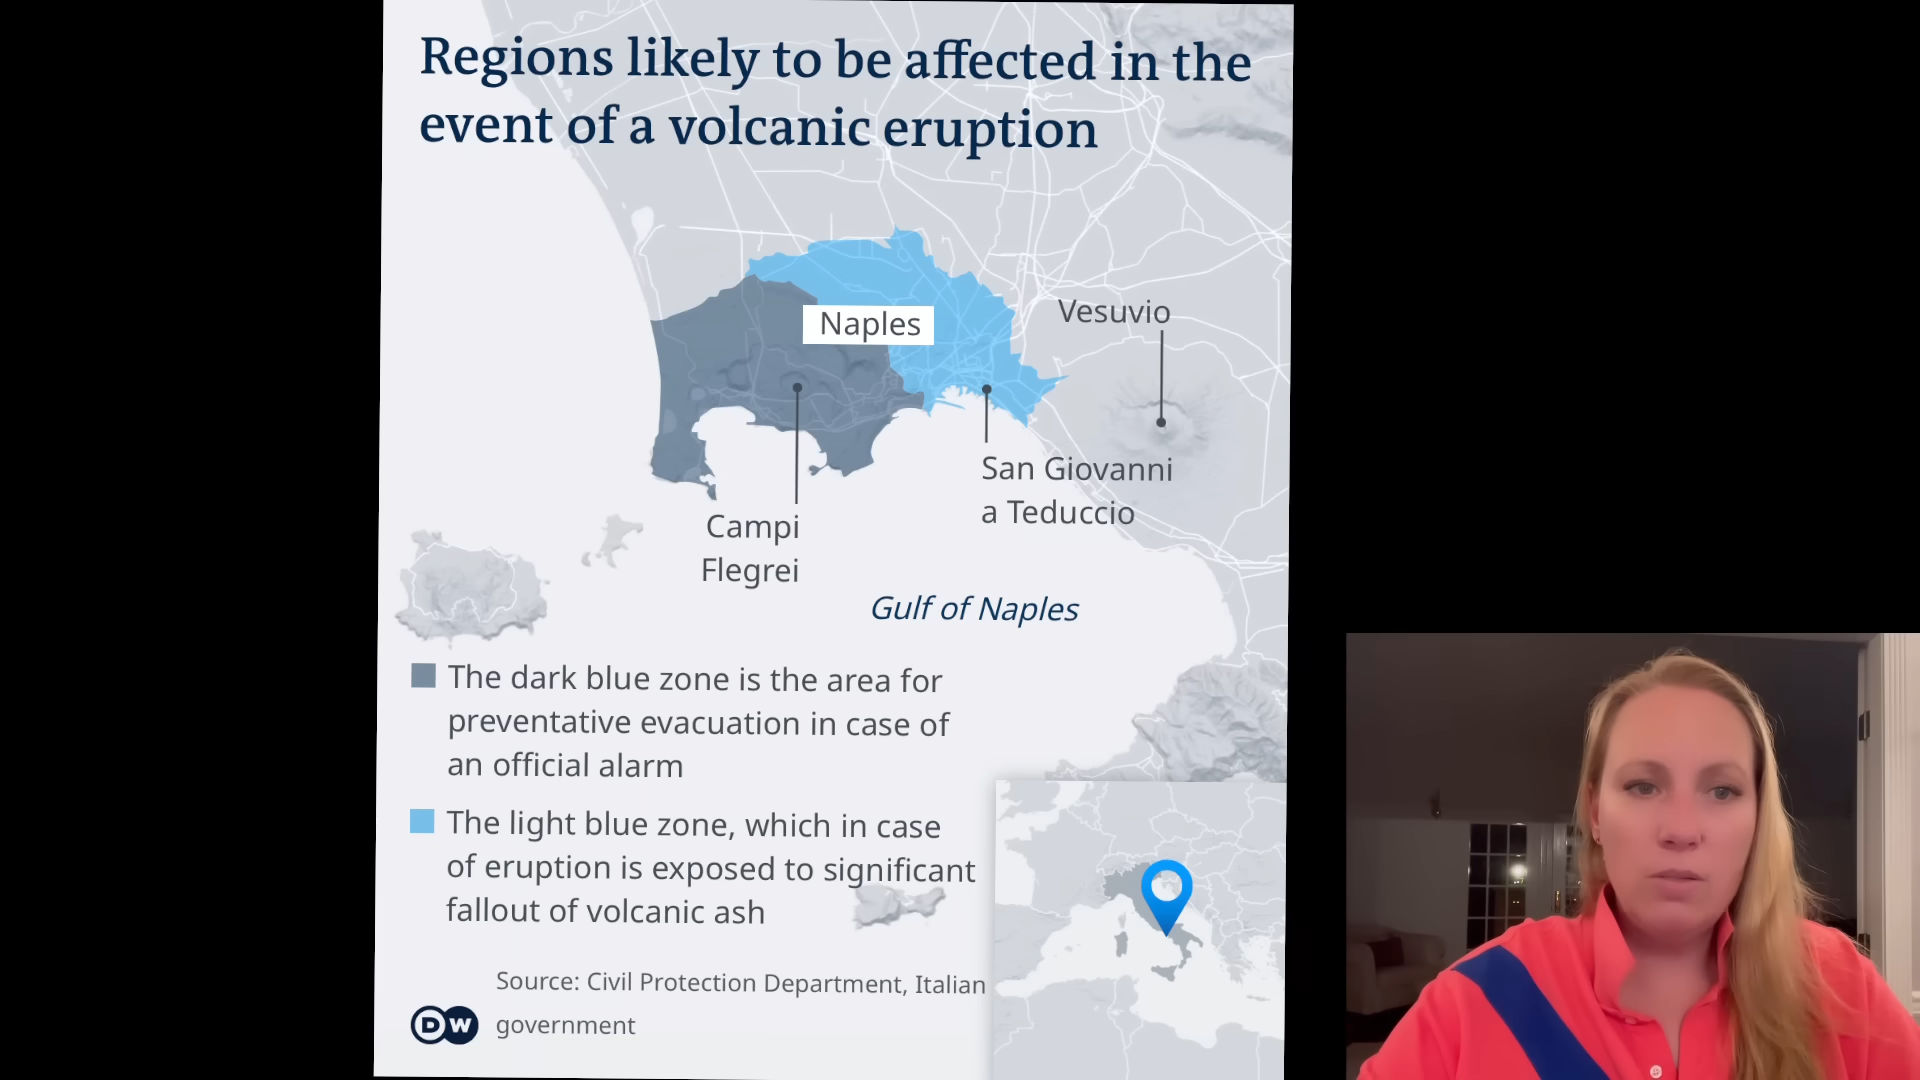 Regions likely to be affected in the
event of a volcanic eruption
Naples
Vesuvio
San Giovanni
a Teduccio
Campi
Flegrei
Gulf of Naples
The dark blue zone is the area for
preventative evacuation in case of
an official alarm
The light blue zone, which in case
of eruption is exposed to significant
fallout of volcanic ash
Source: Civil Protection Department, Italian
government
DW